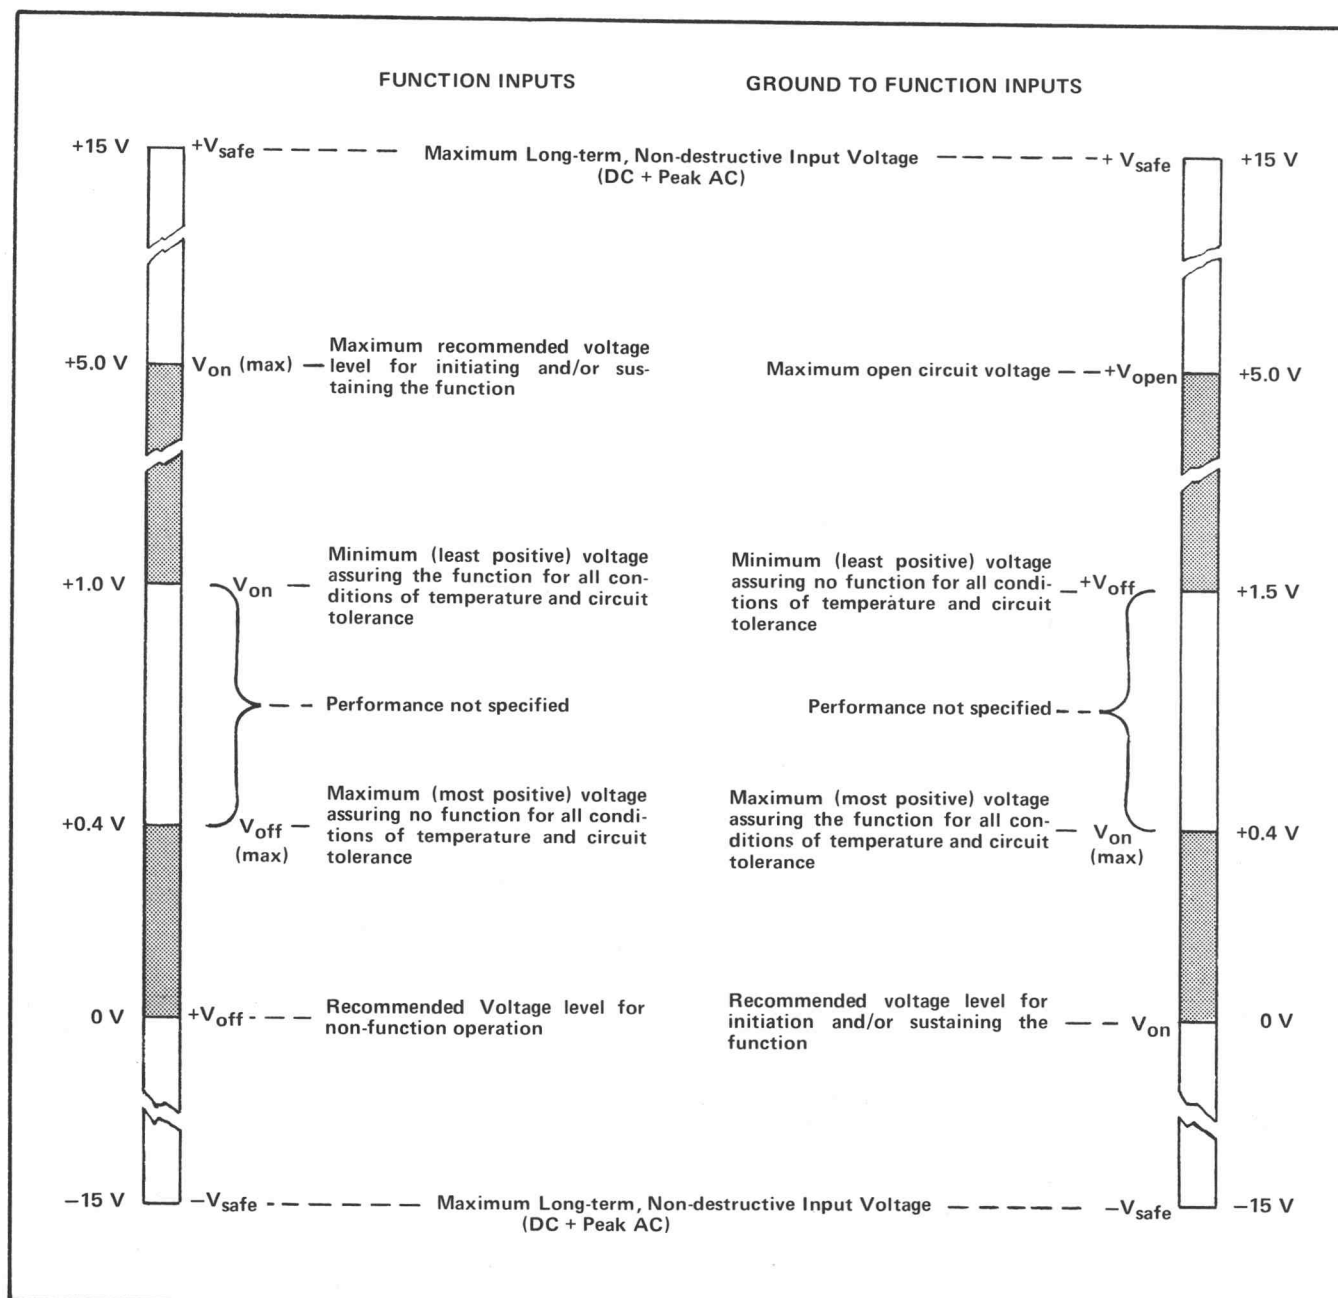 FUNCTION INPUTS
GROUND TO FUNCTION INPUTS
+15 V
+Vsafe
Maximum Long-term, Non-destructive Input Voltage
(DC + Peak AC)
+ Vsafe
+15 V
+5.0 V
Von (max)
Maximum recommended voltage
level for initiating and/or sus-
taining the function
Maximum open circuit voltage
+Vopen
+5.0 V
+1.0 V
Von
Minimum (least positive) voltage
assuring the function for all con-
ditions of temperature and circuit
tolerance
Minimum (least positive) voltage
assuring no function for all condi-
tions of temperature and circuit
tolerance
+Voff
+1.5 V
Performance not specified
Performance not specified
+0.4 V
Voff
(max)
Maximum (most positive) voltage
assuring no function for all condi-
tions of temperature and circuit
tolerance
Maximum (most positive) voltage
assuring the function for all con-
ditions of temperature and circuit
tolerance
Von
(max)
+0.4 V
0 V
+Voff
Recommended Voltage level for
non-function operation
Recommended voltage level for
initiation and/or sustaining the
function
Von
0 V
−15 V
−Vsafe
Maximum Long-term, Non-destructive Input Voltage
(DC + Peak AC)
−Vsafe
−15 V